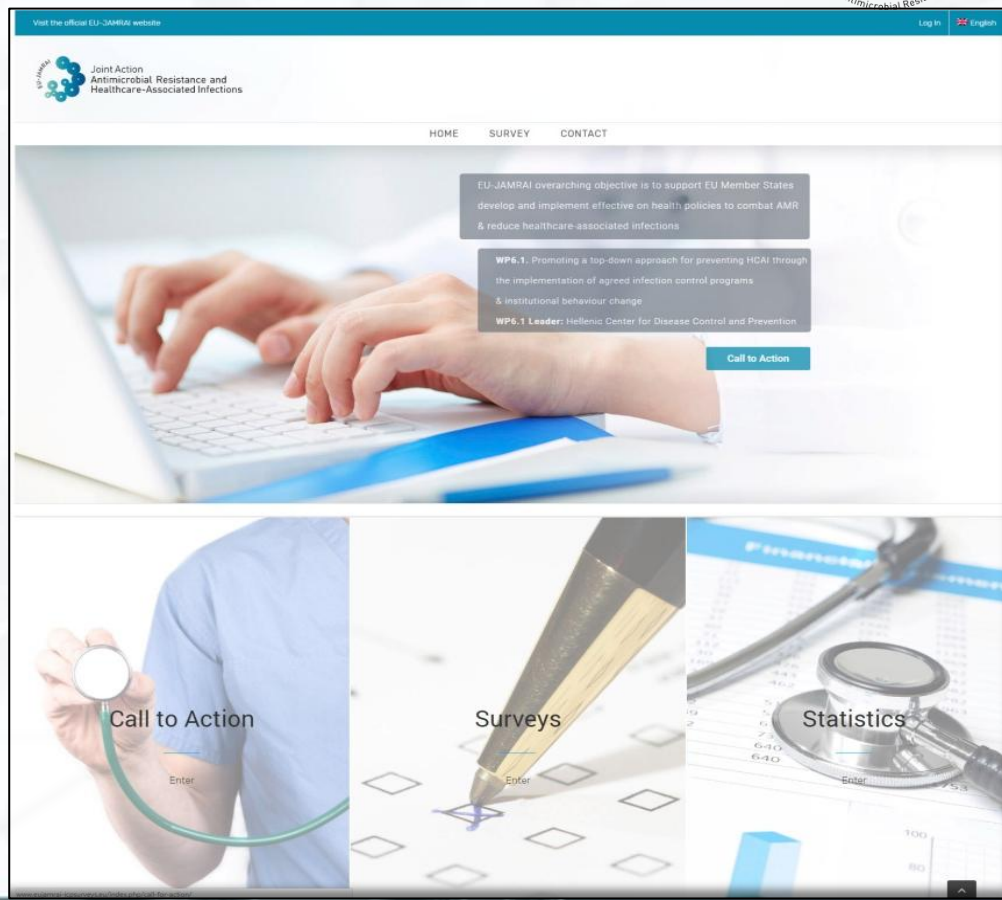 Visit the official EU-JAMRAI website
Log In
English
EU-JAMRAI
Joint Action
Antimicrobial Resistance and
Healthcare-Associated Infections
HOME SURVEY CONTACT
EU-JAMRAI overarching objective is to support EU Member States
develop and implement effective on health policies to combat AMR
& reduce healthcare-associated infections
WP6.1. Promoting a top-down approach for preventing HCAI through
the implementation of agreed infection control programs
& institutional behaviour change
WP6.1 Leader: Hellenic Center for Disease Control and Prevention
Call to Action
Call to Action
Enter
Surveys
Enter
Statistics
Enter
640
640
100
80